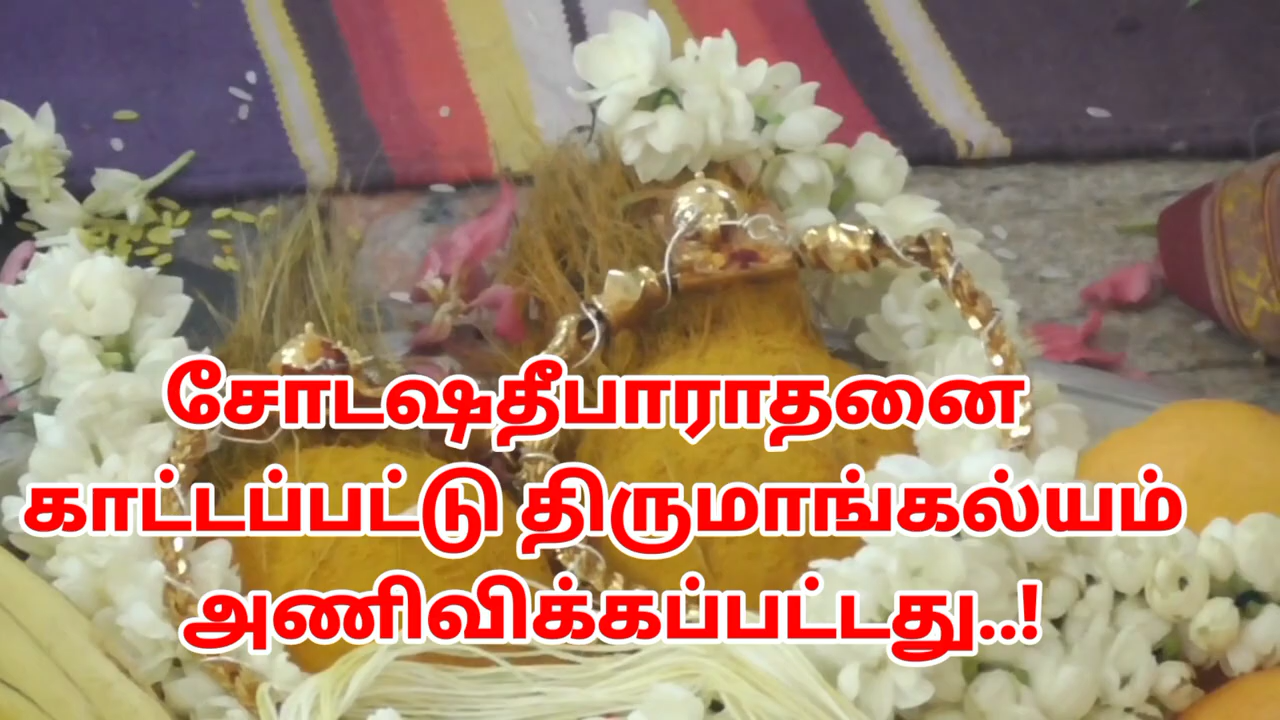 சோடஷதீபாராதனை
காட்டப்பட்டு திருமாங்கல்யம்
அணிவிக்கப்பட்டது..!